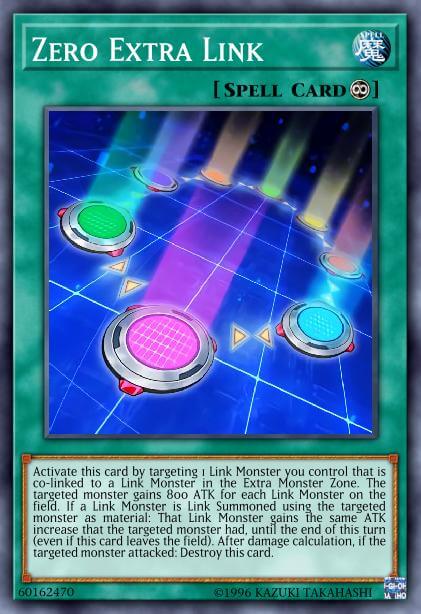 Zero Extra Link
SPELL
魔
[Spell Card]
Activate this card by targeting 1 Link Monster you control that is
co-linked to a Link Monster in the Extra Monster Zone. The
targeted monster gains 800 ATK for each Link Monster on the
field. If a Link Monster is Link Summoned using the targeted
monster as material: That Link Monster gains the same ATK
increase that the targeted monster had, until the end of this turn
(even if this card leaves the field). After damage calculation, if
the targeted monster attacked: Destroy this card.
60162470
©1996 KAZUKI TAKAHASHI